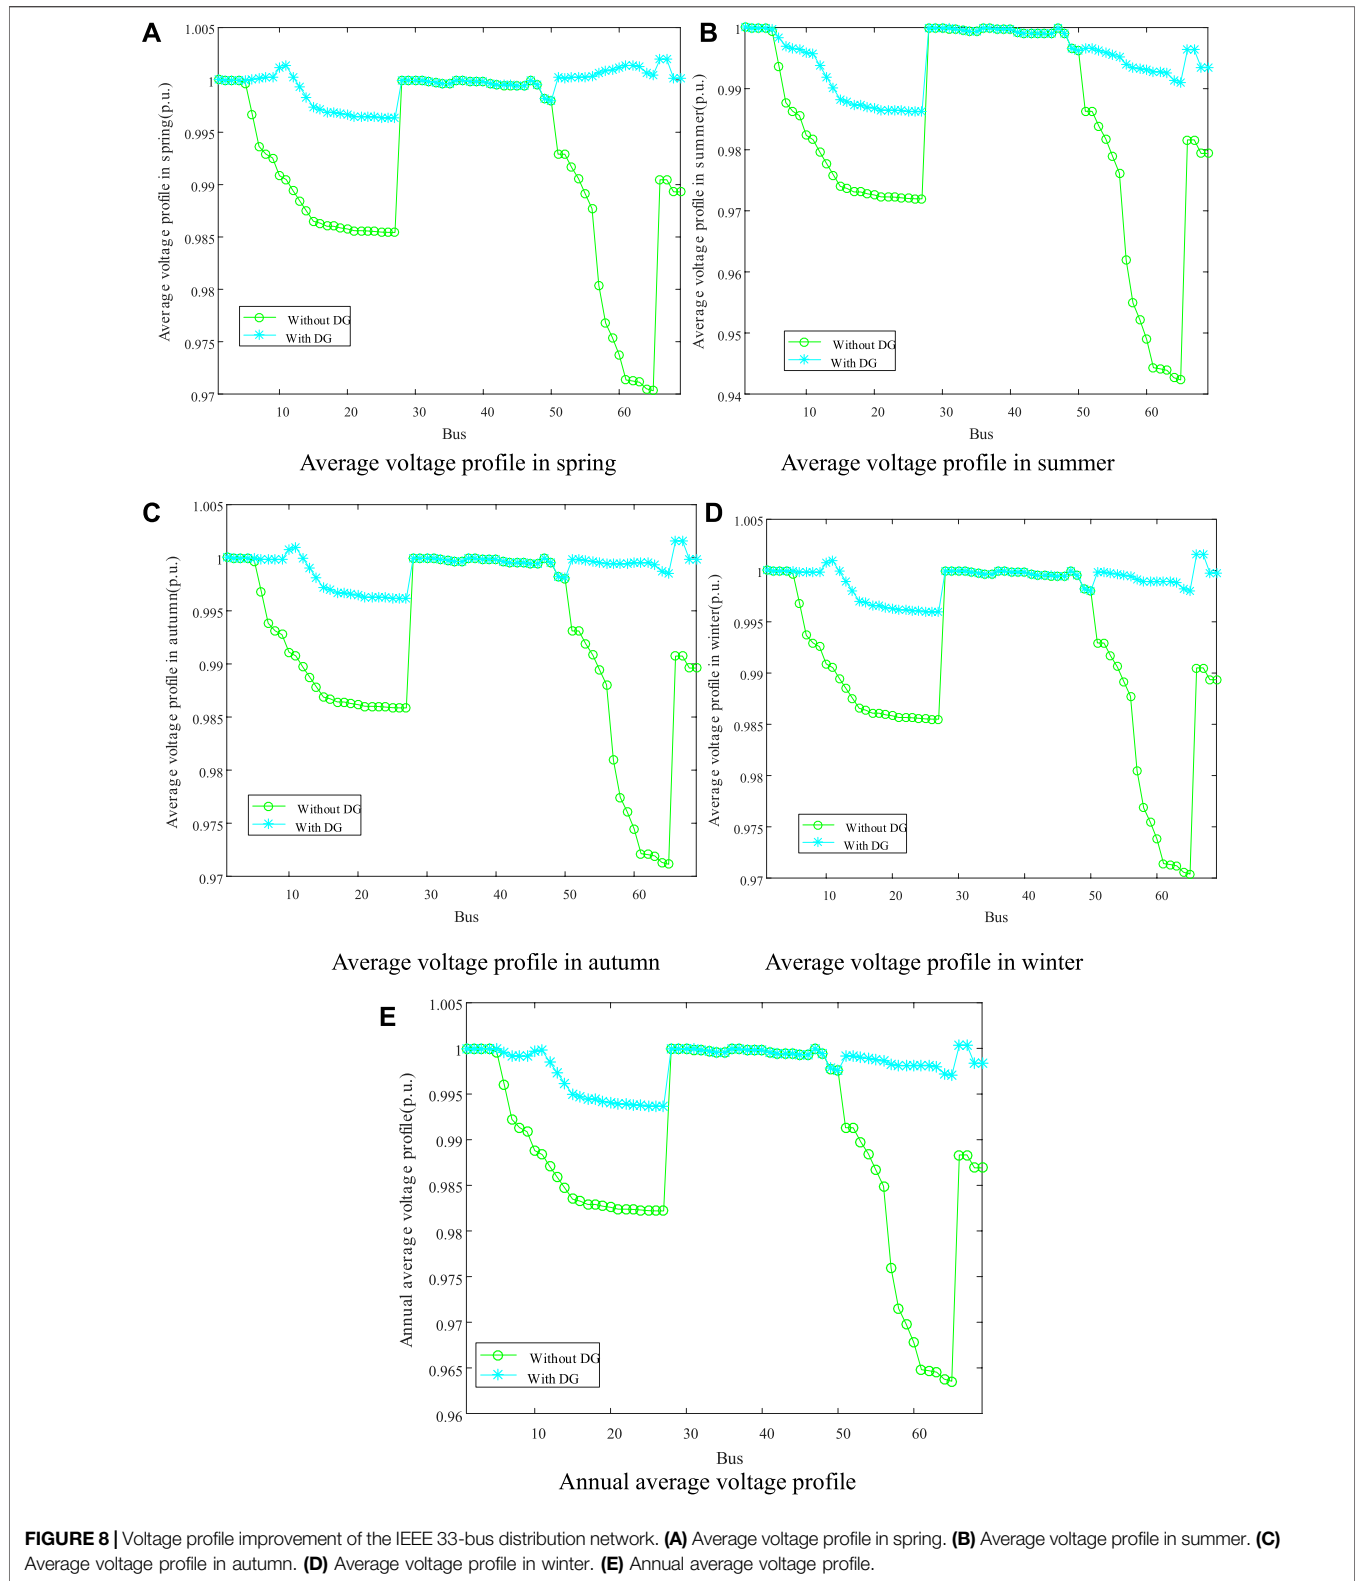 A
1.005
1
0.995
0.99
0.985
0.98
0.975
0.97
Average voltage profile in spring(p.u.)
Without DG
With DG
10 20 30 40 50 60
Bus
Average voltage profile in spring
B
1
0.99
0.98
0.97
0.96
0.95
0.94
Average voltage profile in summer(p.u.)
Without DG
With DG
10 20 30 40 50 60
Bus
Average voltage profile in summer
C
1.005
1
0.995
0.99
0.985
0.98
0.975
0.97
Average voltage profile in autumn(p.u.)
Without DG
With DG
10 20 30 40 50 60
Bus
Average voltage profile in autumn
D
1.005
1
0.995
0.99
0.985
0.98
0.975
0.97
Average voltage profile in winter(p.u.)
Without DG
With DG
10 20 30 40 50 60
Bus
Average voltage profile in winter
E
1.005
1
0.995
0.99
0.985
0.98
0.975
0.97
0.965
0.96
Annual average voltage profile(p.u.)
Without DG
With DG
10 20 30 40 50 60
Bus
Annual average voltage profile
FIGURE 8 | Voltage profile improvement of the IEEE 33-bus distribution network. (A) Average voltage profile in spring. (B) Average voltage profile in summer. (C)
Average voltage profile in autumn. (D) Average voltage profile in winter. (E) Annual average voltage profile.